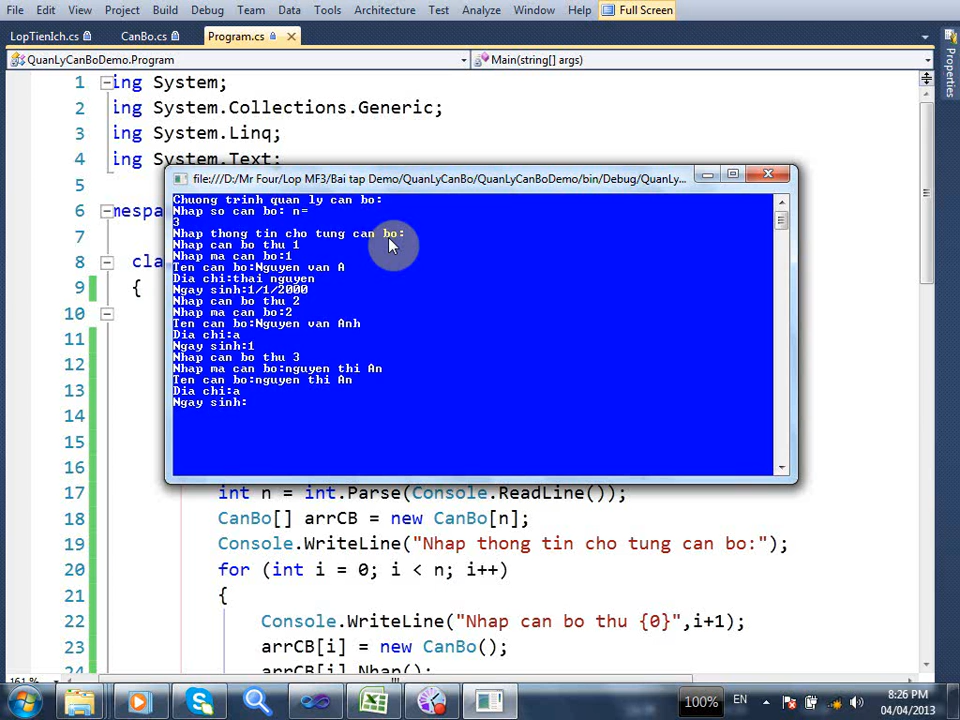 File Edit View Project Build Debug Team Data Tools Architecture Test Analyze Window Help Full Screen
LopTienIch.cs CanBo.cs Program.cs
QuanLyCanBoDemo.Program Main(string[] args)
Properties
1 ing System;
2 ing System.Collections.Generic;
3 ing System.Linq;
4 ing System.Text;
5
6 mespa
7
8 cla
9 {
10
11
12
13
14
15
16
17 int n = int.Parse(Console.ReadLine());
18 CanBo[] arrCB = new CanBo[n];
19 Console.WriteLine("Nhap thong tin cho tung can bo:");
20 for (int i = 0; i < n; i++)
21 {
22 Console.WriteLine("Nhap can bo thu {0}",i+1);
23 arrCB[i] = new CanBo();
24 arrCB[i].Nhap();
file:///D:/Mr Four/Lop MF3/Bai tap Demo/QuanLyCanBo/QuanLyCanBoDemo/bin/Debug/QuanLy...
Chuong trinh quan ly can bo:
Nhap so can bo: n=
3
Nhap thong tin cho tung can bo:
Nhap can bo thu 1
Nhap ma can bo:1
Ten can bo:Nguyen van A
Dia chi:thai nguyen
Ngay sinh:1/1/2000
Nhap can bo thu 2
Nhap ma can bo:2
Ten can bo:Nguyen van Anh
Dia chi:a
Ngay sinh:1
Nhap can bo thu 3
Nhap ma can bo:nguyen thi An
Ten can bo:nguyen thi An
Dia chi:a
Ngay sinh:
161 %
100% EN 8:26 PM
04/04/2013